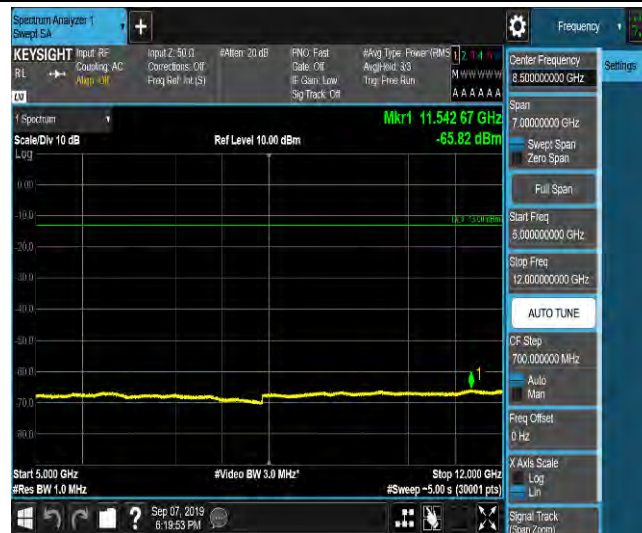 Spectrum Analyzer 1
Swept SA
Frequency
KEYSIGHT
RL
Input: RF
Coupling: AC
Align: Off
Input Z: 50 Ω
Corrections: Off
Freq Ref: Int (S)
#Atten: 20 dB
PNO: Fast
Gate: Off
IF Gain: Low
Sig Track: Off
#Avg Type: Power (RMS
Avg|Hold: 3/3
Trig: Free Run
M W W W W W
A A A A A A
1 Spectrum
Scale/Div 10 dB
Log
Ref Level 10.00 dBm
Mkr1 11.542 67 GHz
-65.82 dBm
0.00
-10.0
-20.0
-30.0
-50.0
-60.0
-70.0
-80.0
1
Start 5.000 GHz
#Res BW 1.0 MHz
#Video BW 3.0 MHz*
Stop 12.000 GHz
#Sweep ~5.00 s (30001 pts)
Sep 07, 2019
6:19:53 PM
Center Frequency
8.500000000 GHz
Settings
Span
7.00000000 GHz
Swept Span
Zero Span
Full Span
Start Freq
5.000000000 GHz
Stop Freq
12.000000000 GHz
AUTO TUNE
CF Step
700.000000 MHz
Auto
Man
Freq Offset
0 Hz
X Axis Scale
Log
Lin
Signal Track
(Span Zoom)